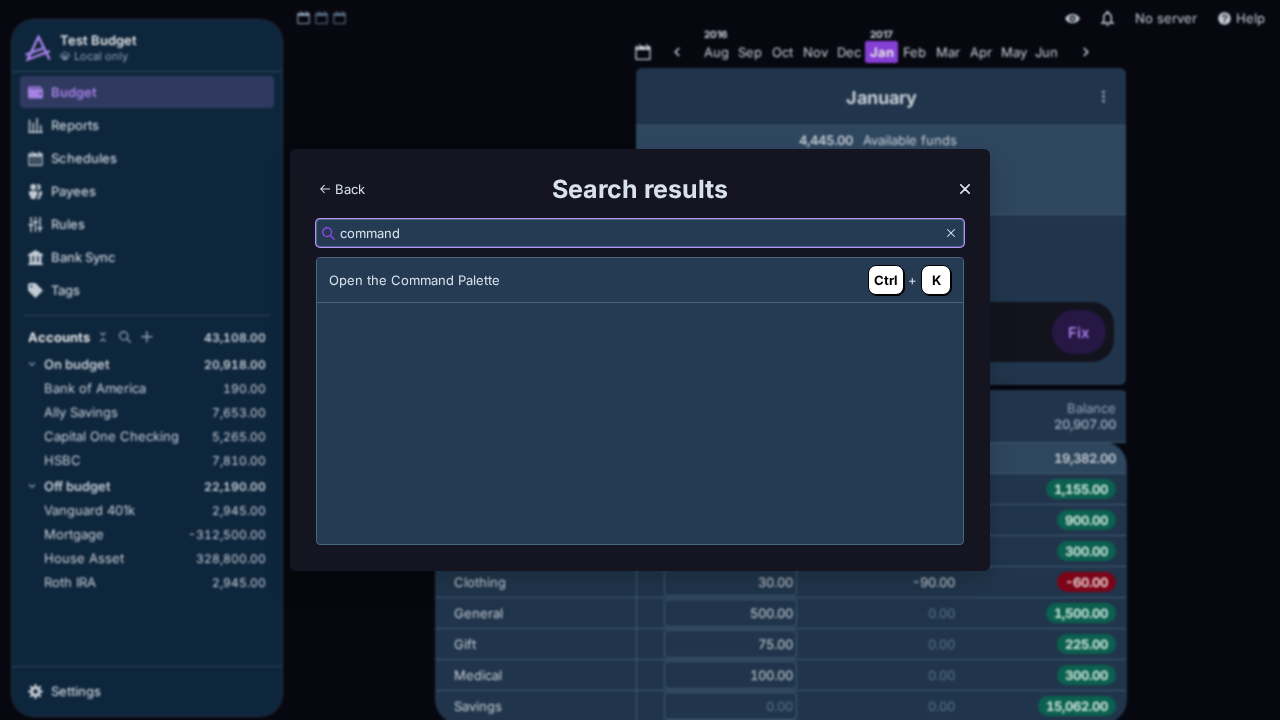 Test Budget
Local only
Budget
Reports
Schedules
Payees
Rules
Bank Sync
Tags
Accounts 43,108.00
On budget 20,918.00
Bank of America 190.00
Ally Savings 7,653.00
Capital One Checking 5,265.00
HSBC 7,810.00
Off budget 22,190.00
Vanguard 401k 2,945.00
Mortgage -312,500.00
House Asset 328,800.00
Roth IRA 2,945.00
Settings
No server Help
2016 2017
Aug Sep Oct Nov Dec Jan Feb Mar Apr May Jun
January
4,445.00 Available funds
Back
Search results
command
Open the Command Palette Ctrl + K
Fix
Balance
20,907.00
19,382.00
1,155.00
900.00
300.00
Clothing 30.00 -90.00 -60.00
General 500.00 0.00 1,500.00
Gift 75.00 0.00 225.00
Medical 100.00 0.00 300.00
Savings 0.00 0.00 15,062.00